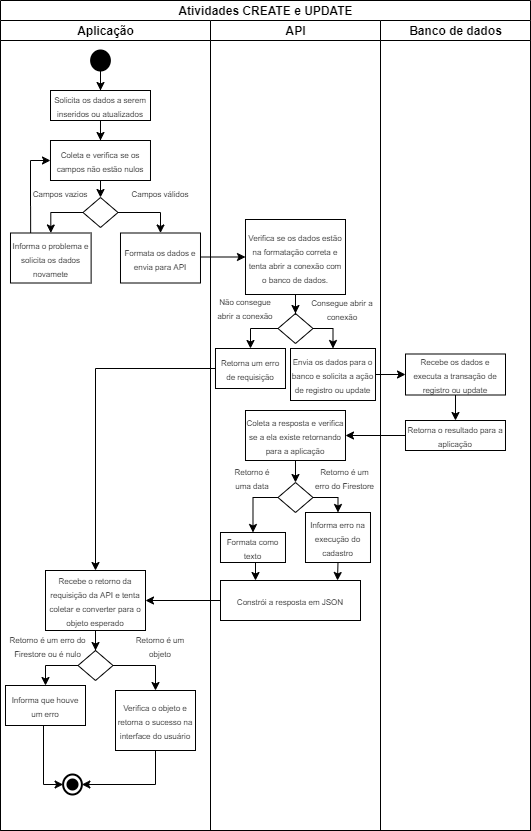 Atividades CREATE e UPDATE
Aplicação
API
Banco de dados
Solicita os dados a serem
inseridos ou atualizados
Coleta e verifica se os
campos não estão nulos
Campos vazios
Campos válidos
Informa o problema e
solicita os dados
novamete
Formata os dados e
envia para API
Verifica se os dados estão
na formatação correta e
tenta abrir a conexão com
o banco de dados.
Não consegue
abrir a conexão
Consegue abrir a
conexão
Retorna um erro
de requisição
Envia os dados para o
banco e solicita a ação
de registro ou update
Recebe os dados e
executa a transação de
registro ou update
Retorna o resultado para a
aplicação
Coleta a resposta e verifica
se a ela existe retornando
para a aplicação
Retorno é
uma data
Retorno é um
erro do Firestore
Formata como
texto
Informa erro na
execução do
cadastro
Constrói a resposta em JSON
Recebe o retorno da
requisição da API e tenta
coletar e converter para o
objeto esperado
Retorno é um erro do
Firestore ou é nulo
Retorno é um
objeto
Informa que houve
um erro
Verifica o objeto e
retorna o sucesso na
interface do usuário